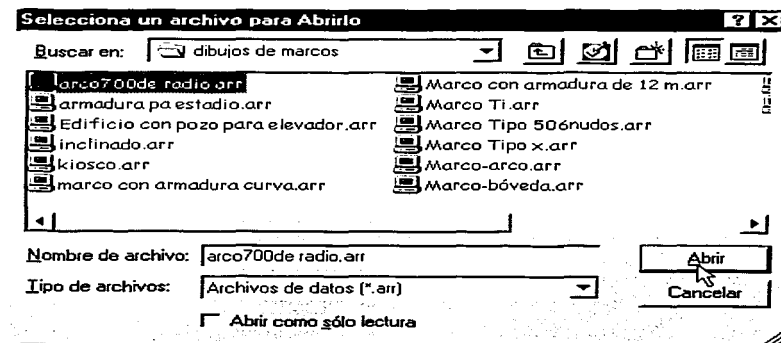 Selecciona un archivo para Abrirlo
Buscar en: dibujos de marcos
arco700de radio.arr
armadura pa estadio.arr
Edificio con pozo para elevador.arr
inclinado.arr
kiosco.arr
marco con armadura curva.arr
Marco con armadura de 12 m.arr
Marco Ti.arr
Marco Tipo 506nudos.arr
Marco Tipo x.arr
Marco-arco.arr
Marco-bóveda.arr
Nombre de archivo: arco700de radio.arr
Abrir
Tipo de archivos: Archivos de datos (*.arr)
Cancelar
Abrir como sólo lectura